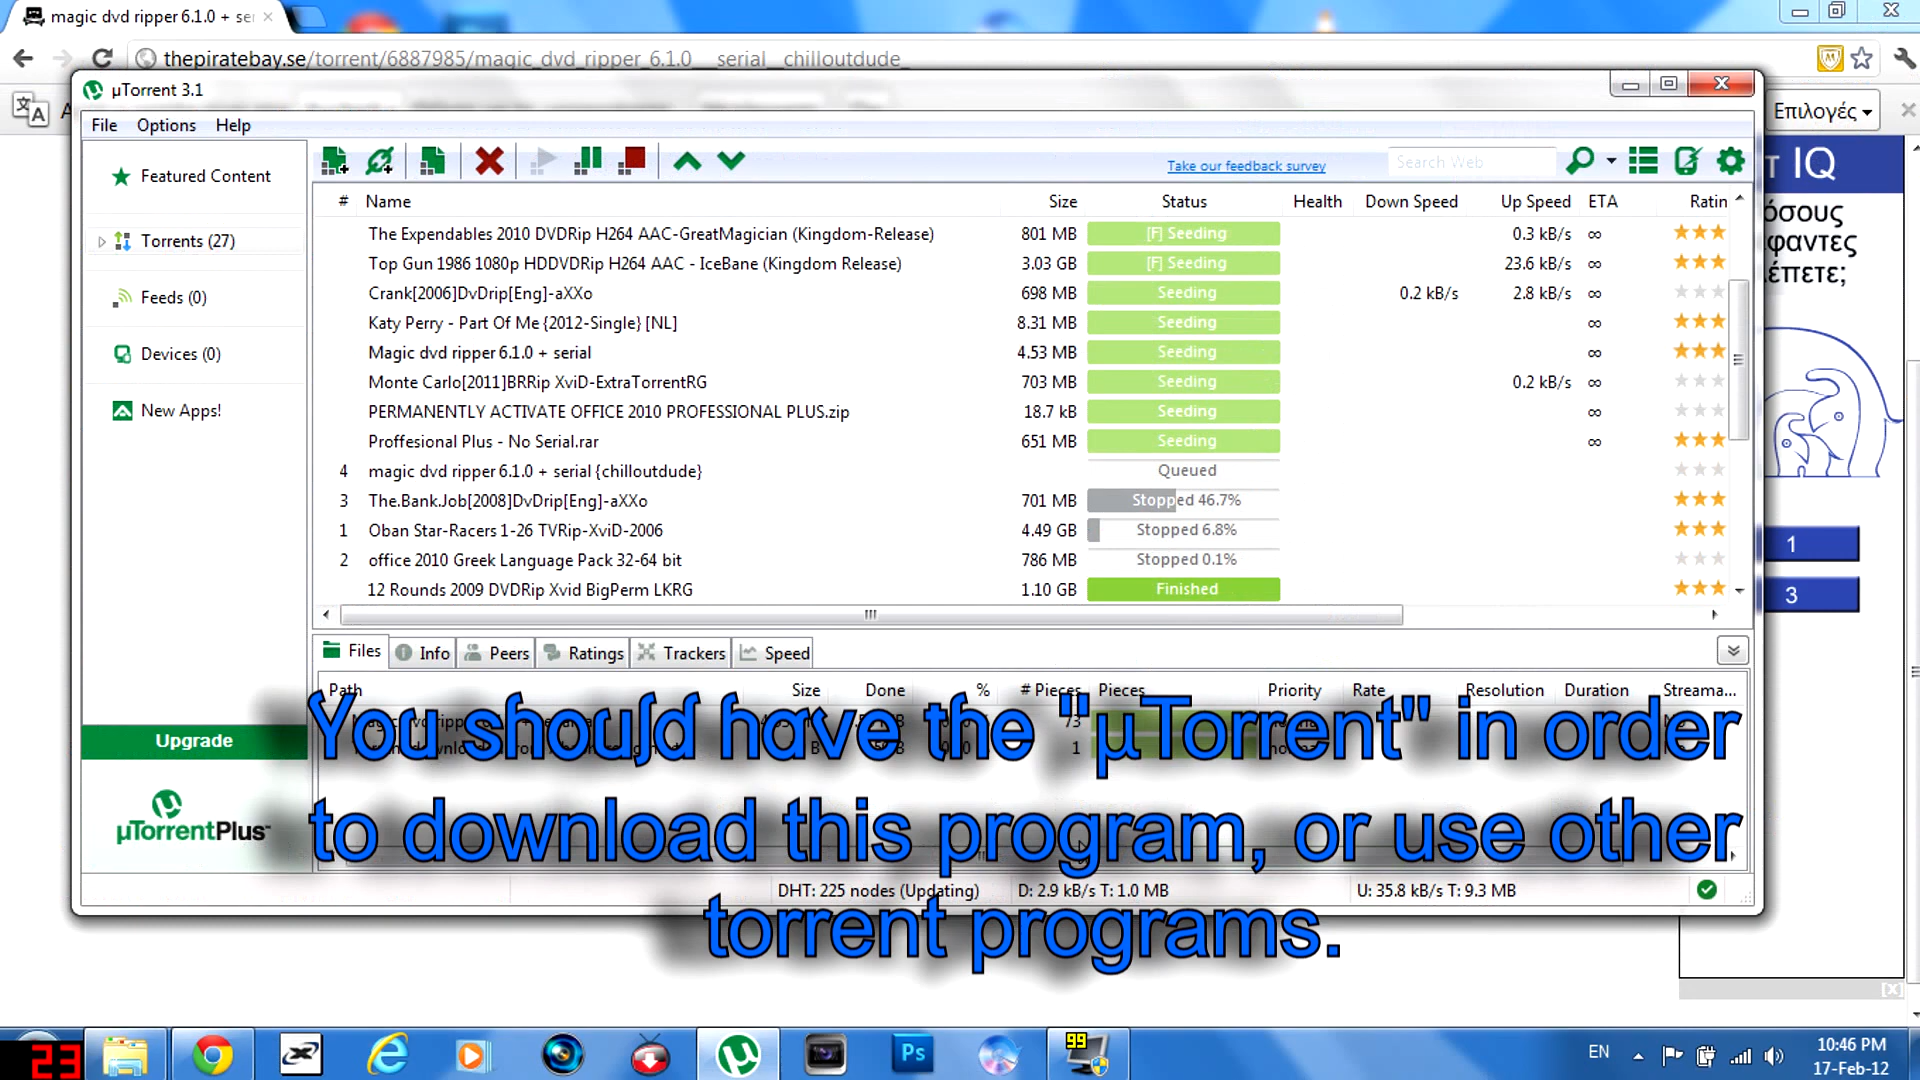 magic dvd ripper 6.1.0 + se
thepiratebay.se/torrent/6887985/magic_dvd_ripper_6.1.0__serial__chilloutdude_
µTorrent 3.1
Επιλογές
File Options Help
Take our feedback survey
Search Web
т IQ
Featured Content
Torrents (27)
Feeds (0)
Devices (0)
New Apps!
# Name Size Status Health Down Speed Up Speed ETA Ratin
The Expendables 2010 DVDRip H264 AAC-GreatMagician (Kingdom-Release) 801 MB [F] Seeding 0.3 kB/s ∞
Top Gun 1986 1080p HDDVDRip H264 AAC - IceBane (Kingdom Release) 3.03 GB [F] Seeding 23.6 kB/s ∞
Crank[2006]DvDrip[Eng]-aXXo 698 MB Seeding 0.2 kB/s 2.8 kB/s ∞
Katy Perry - Part Of Me {2012-Single} [NL] 8.31 MB Seeding ∞
Magic dvd ripper 6.1.0 + serial 4.53 MB Seeding ∞
Monte Carlo[2011]BRRip XviD-ExtraTorrentRG 703 MB Seeding 0.2 kB/s ∞
PERMANENTLY ACTIVATE OFFICE 2010 PROFESSIONAL PLUS.zip 18.7 kB Seeding ∞
Proffesional Plus - No Serial.rar 651 MB Seeding ∞
4 magic dvd ripper 6.1.0 + serial {chilloutdude} Queued
3 The.Bank.Job[2008]DvDrip[Eng]-aXXo 701 MB Stopped 46.7%
1 Oban Star-Racers 1-26 TVRip-XviD-2006 4.49 GB Stopped 6.8%
2 office 2010 Greek Language Pack 32-64 bit 786 MB Stopped 0.1%
12 Rounds 2009 DVDRip Xvid BigPerm LKRG 1.10 GB Finished
όσους
φαντες
λέπετε;
1
3
Files Info Peers Ratings Trackers Speed
Path Size Done % # Pieces Pieces Priority Rate Resolution Duration Streama...
73
1
You should have the "µTorrent" in order
to download this program, or use other
torrent programs.
Upgrade
µTorrentPlus
DHT: 225 nodes (Updating) D: 2.9 kB/s T: 1.0 MB U: 35.8 kB/s T: 9.3 MB
[X]
23
Ps
99
EN
10:46 PM
17-Feb-12